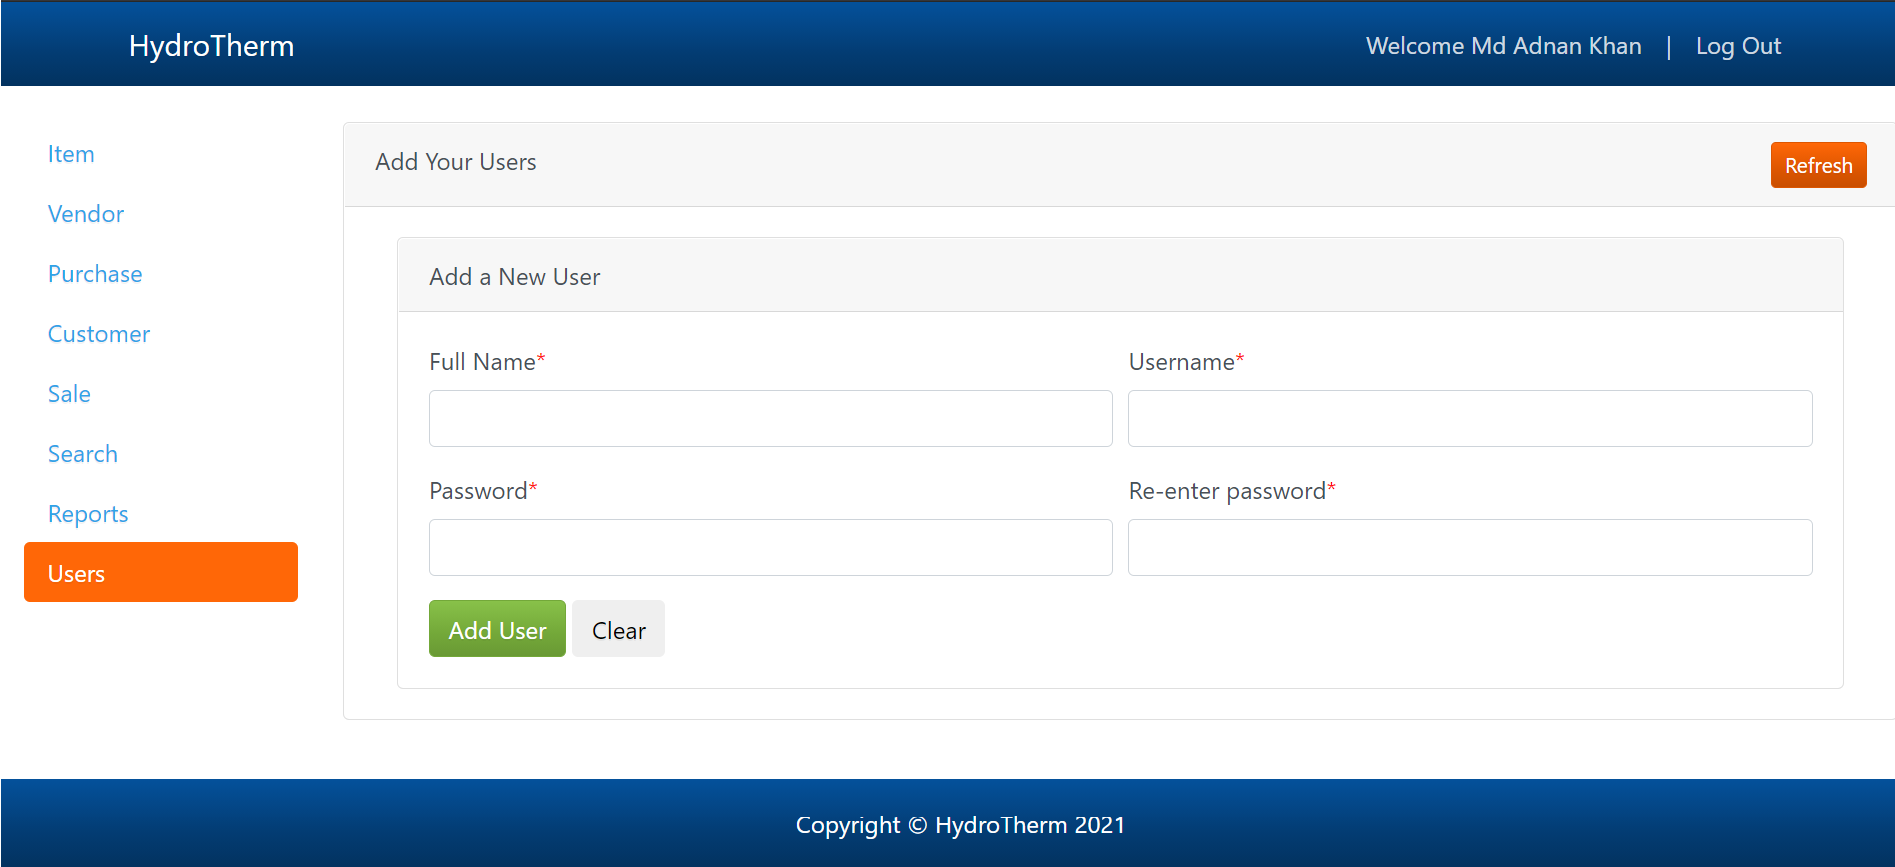 HydroTherm
Welcome Md Adnan Khan | Log Out
Item
Vendor
Purchase
Customer
Sale
Search
Reports
Users
Add Your Users
Refresh
Add a New User
Full Name*
Username*
Password*
Re-enter password*
Add User
Clear
Copyright © HydroTherm 2021